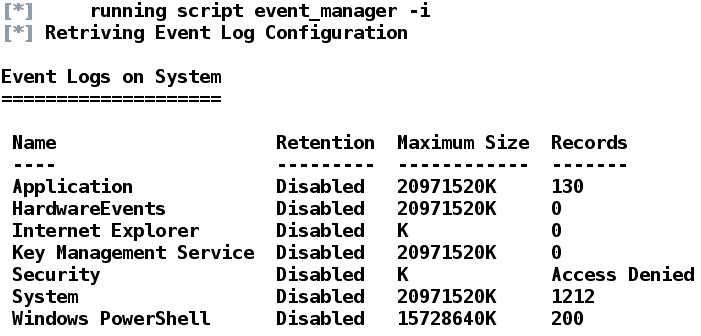 [*]     running script event_manager -i
[*] Retriving Event Log Configuration
Event Logs on System
====================
Name                    Retention  Maximum Size  Records
----                    ---------  ------------  -------
Application             Disabled   20971520K     130
HardwareEvents          Disabled   20971520K     0
Internet Explorer       Disabled   K             0
Key Management Service  Disabled   20971520K     0
Security                Disabled   K             Access Denied
System                  Disabled   20971520K     1212
Windows PowerShell      Disabled   15728640K     200